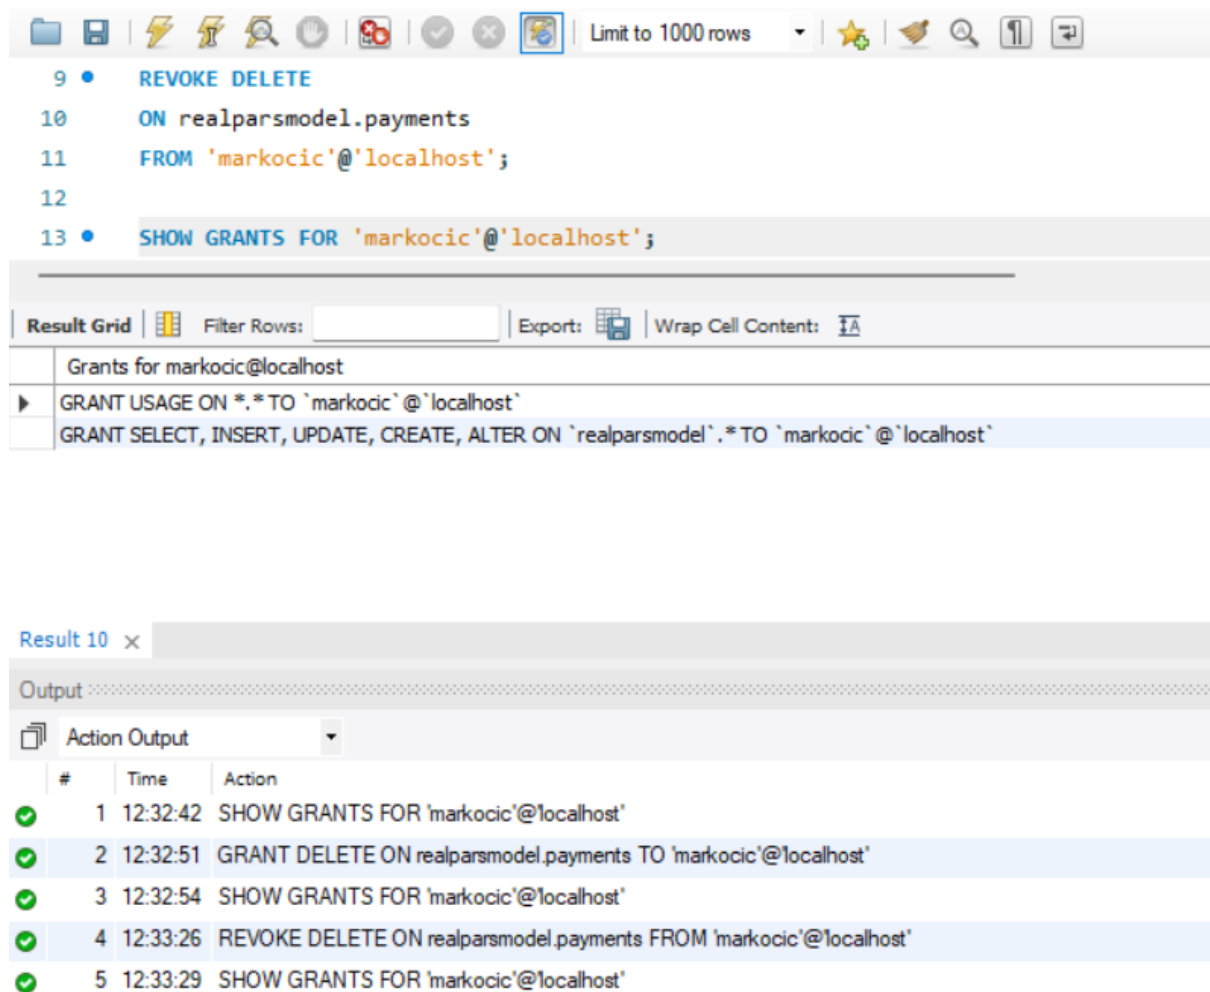 Limit to 1000 rows
9 REVOKE DELETE
10 ON realparsmodel.payments
11 FROM 'markocic'@'localhost';
12
13 SHOW GRANTS FOR 'markocic'@'localhost';
Result Grid Filter Rows: Export: Wrap Cell Content: IA
Grants for markocic@localhost
GRANT USAGE ON *.* TO `markocic`@`localhost`
GRANT SELECT, INSERT, UPDATE, CREATE, ALTER ON `realparsmodel`.* TO `markocic`@`localhost`
Result 10
Output
Action Output
# Time Action
1 12:32:42 SHOW GRANTS FOR 'markocic'@'localhost'
2 12:32:51 GRANT DELETE ON realparsmodel.payments TO 'markocic'@'localhost'
3 12:32:54 SHOW GRANTS FOR 'markocic'@'localhost'
4 12:33:26 REVOKE DELETE ON realparsmodel.payments FROM 'markocic'@'localhost'
5 12:33:29 SHOW GRANTS FOR 'markocic'@'localhost'